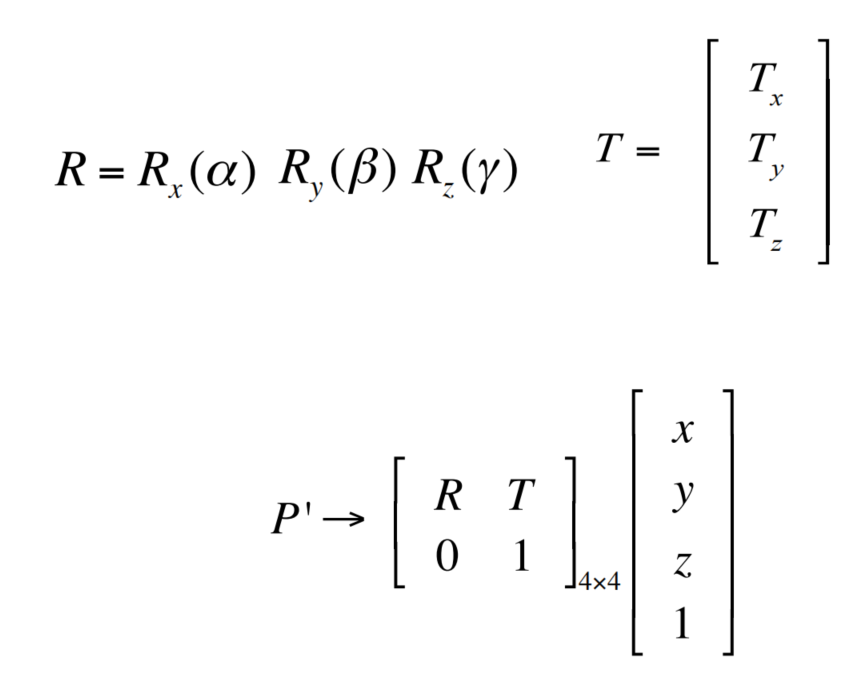 R = R_x(α) R_y(β) R_z(γ)
T = [ T_x
T_y
T_z ]
P' → [ R T
0 1 ]_{4×4} [ x
y
z
1 ]